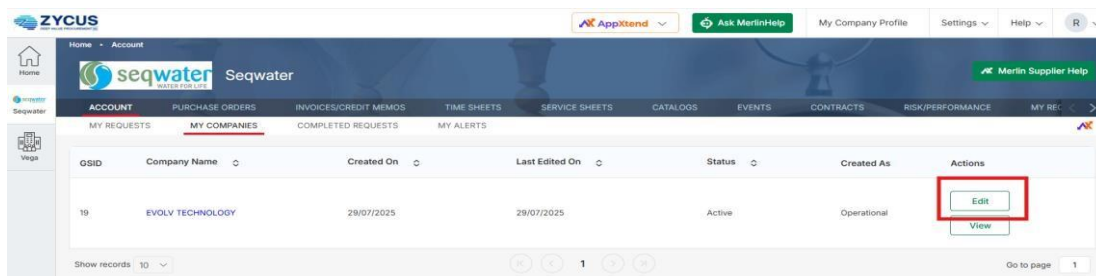 ZYCUS
AppXtend
Ask MerlinHelp
My Company Profile
Settings
Help
R
Home
Seqwater
Vega
Home • Account
seqwater
WATER FOR LIFE
Seqwater
Merlin Supplier Help
ACCOUNT PURCHASE ORDERS INVOICES/CREDIT MEMOS TIME SHEETS SERVICE SHEETS CATALOGS EVENTS CONTRACTS RISK/PERFORMANCE MY REC
MY REQUESTS MY COMPANIES COMPLETED REQUESTS MY ALERTS
GSID Company Name Created On Last Edited On Status Created As Actions
19 EVOLV TECHNOLOGY 29/07/2025 29/07/2025 Active Operational
Edit
View
Show records 10
1
Go to page 1